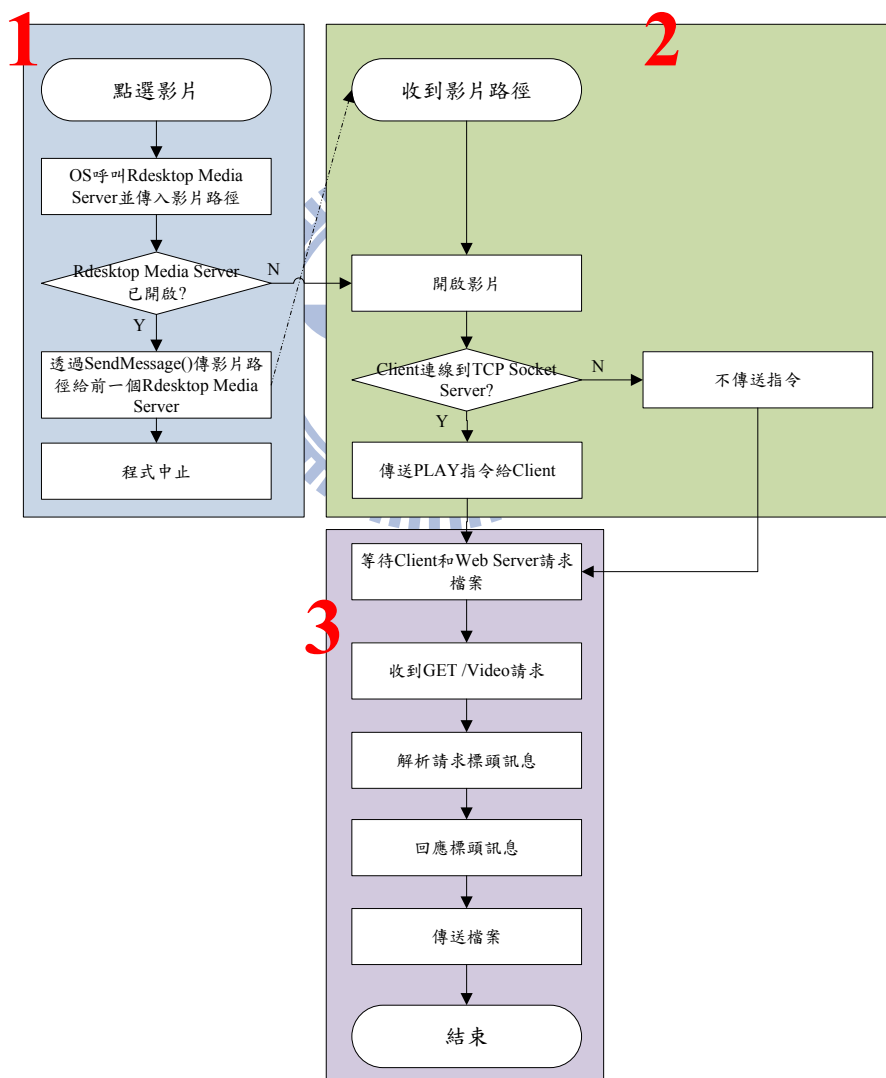 1
點選影片
OS呼叫Rdesktop Media
Server並傳入影片路徑
Rdesktop Media Server
已開啟?
N
Y
透過SendMessage()傳影片路
徑給前一個Rdesktop Media
Server
程式中止
2
收到影片路徑
開啟影片
Client連線到TCP Socket
Server?
N
不傳送指令
Y
傳送PLAY指令給Client
3
等待Client和Web Server請求
檔案
收到GET /Video請求
解析請求標頭訊息
回應標頭訊息
傳送檔案
結束